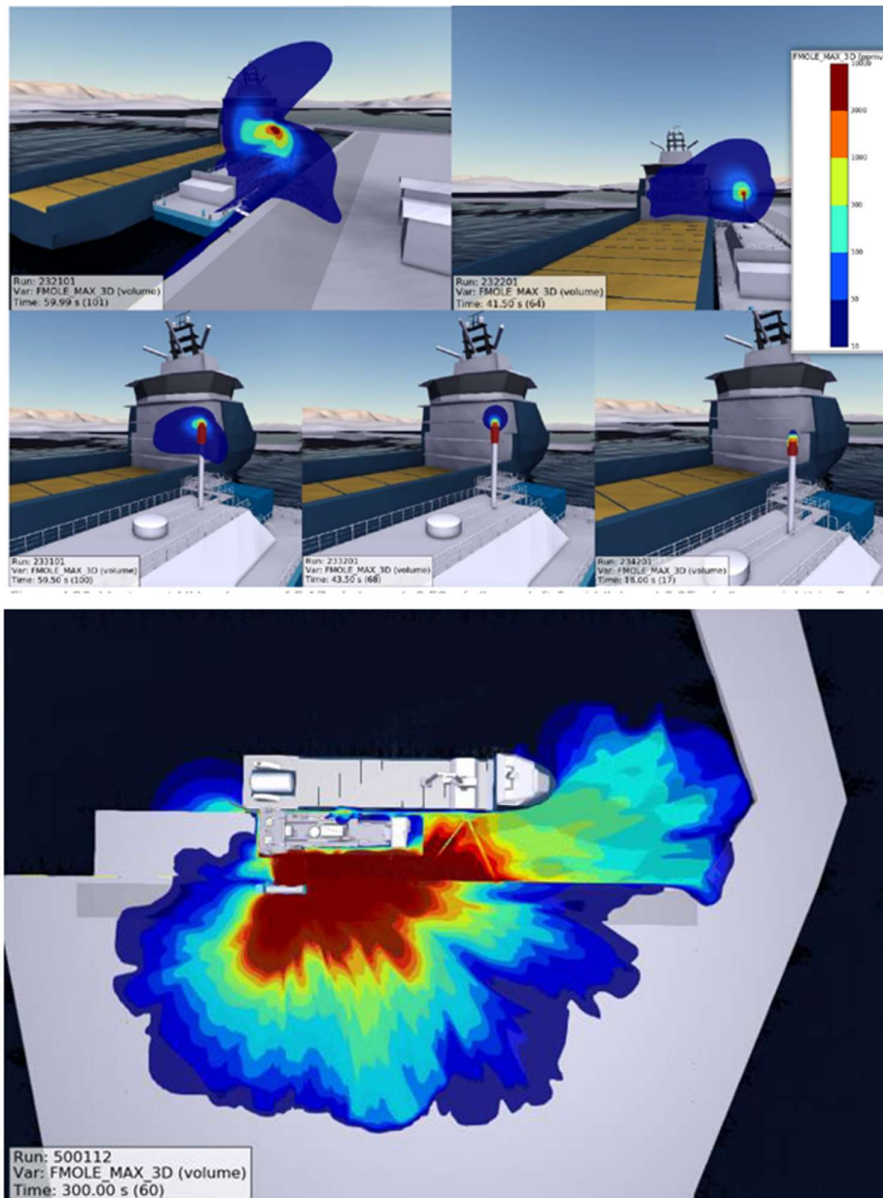 FMOLE_MAX_3D (ppmv
10000
3000
1000
300
100
30
10
Run: 232101
Var: FMOLE_MAX_3D (volume)
Time: 59.99 s (101)
Run: 232201
Var: FMOLE_MAX_3D (volume)
Time: 41.50 s (64)
Run: 233101
Var: FMOLE_MAX_3D (volume)
Time: 59.50 s (100)
Run: 233201
Var: FMOLE_MAX_3D (volume)
Time: 43.50 s (68)
Run: 234201
Var: FMOLE_MAX_3D (volume)
Time: 18.00 s (17)
Run: 500112
Var: FMOLE_MAX_3D (volume)
Time: 300.00 s (60)